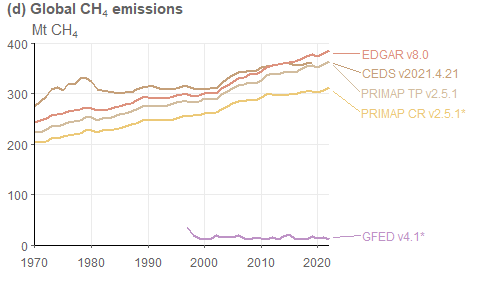 (d) Global CH₄ emissions
Mt CH₄
400
300
200
100
0
1970
1980
1990
2000
2010
2020
EDGAR v8.0
CEDS v2021.4.21
PRIMAP TP v2.5.1
PRIMAP CR v2.5.1*
GFED v4.1*